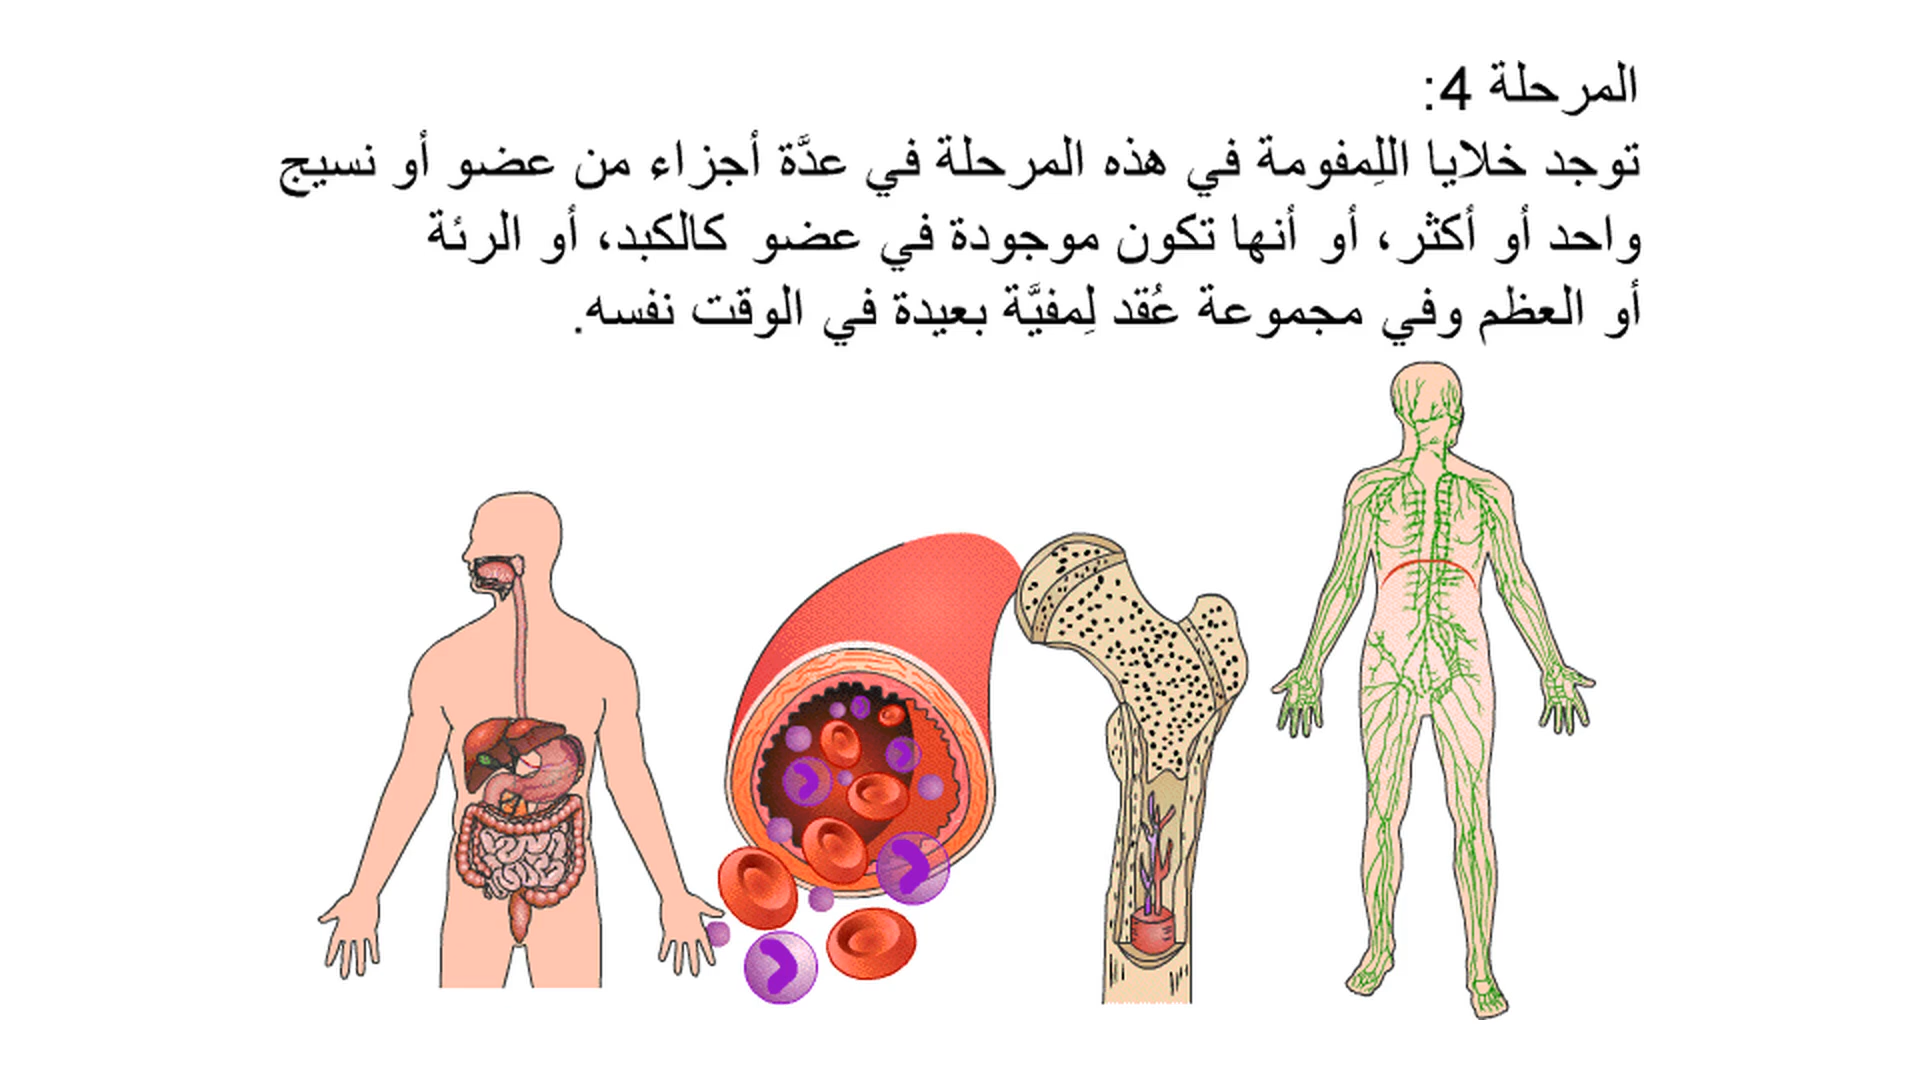 المرحلة 4:
توجد خلايا اللِمفومة في هذه المرحلة في عدَّة أجزاء من عضو أو نسيج
واحد أو أكثر، أو أنها تكون موجودة في عضو كالكبد، أو الرئة
أو العظم وفي مجموعة عُقد لِمفيَّة بعيدة في الوقت نفسه.